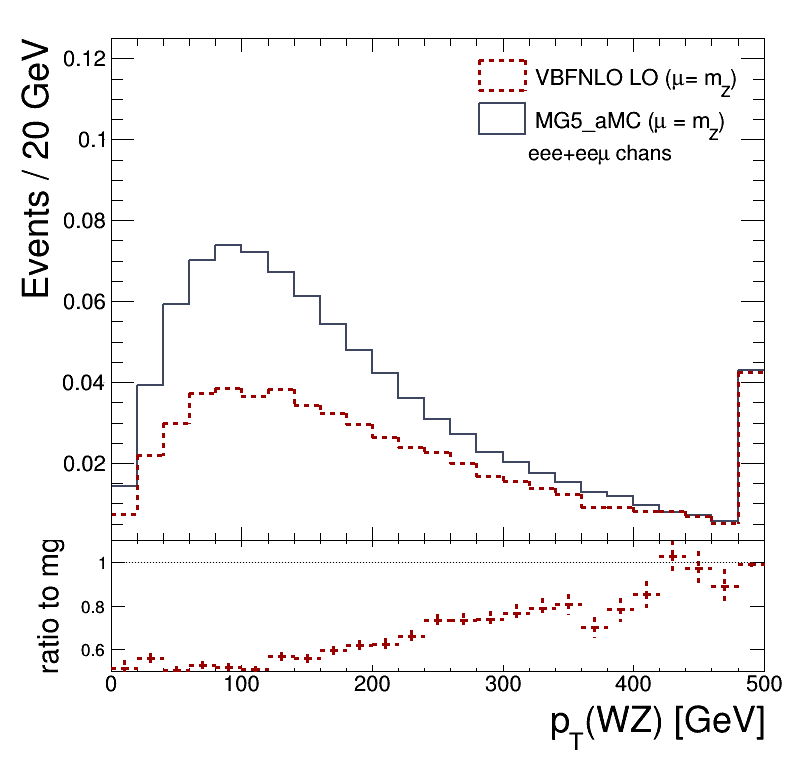 Events / 20 GeV
0.12
0.1
0.08
0.06
0.04
0.02
VBFNLO LO (μ= m_Z)
MG5_aMC (μ = m_Z)
eee+eeμ chans
ratio to mg
1
0.8
0.6
0 100 200 300 400 500
p_T(WZ) [GeV]